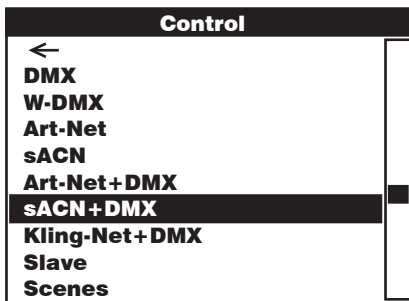 Control
←
DMX
W-DMX
Art-Net
sACN
Art-Net+DMX
sACN+DMX
Kling-Net+DMX
Slave
Scenes